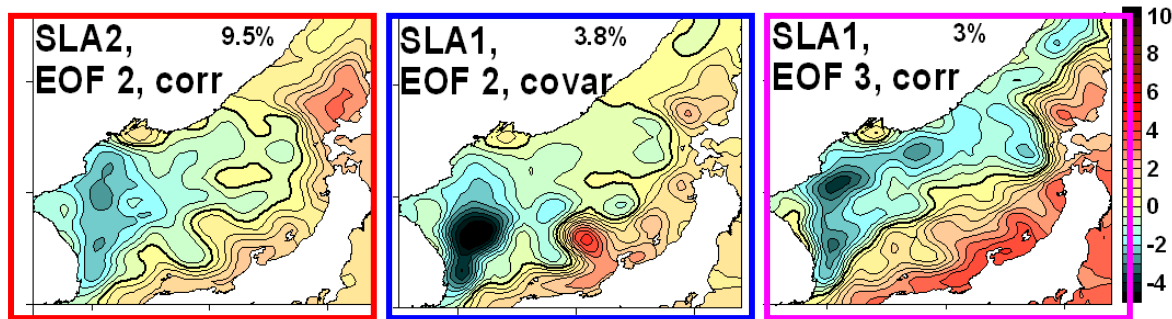 SLA2, 9.5%
EOF 2, corr
SLA1, 3.8%
EOF 2, covar
SLA1, 3%
EOF 3, corr
10
8
6
4
2
0
-2
-4